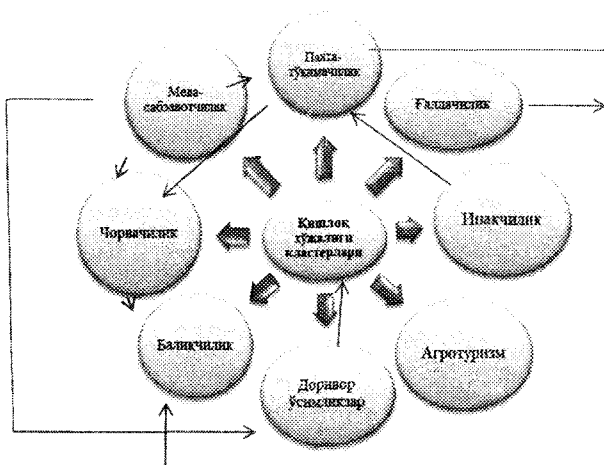 Пахта-
тўқимачилик
Мева-
сабзавотчилик
Ғаллачилик
Чорвачилик
Қишлоқ
хўжалиги
кластерлари
Ипакчилик
Балиқчилик
Агротуризм
Доривор
ўсимликлар